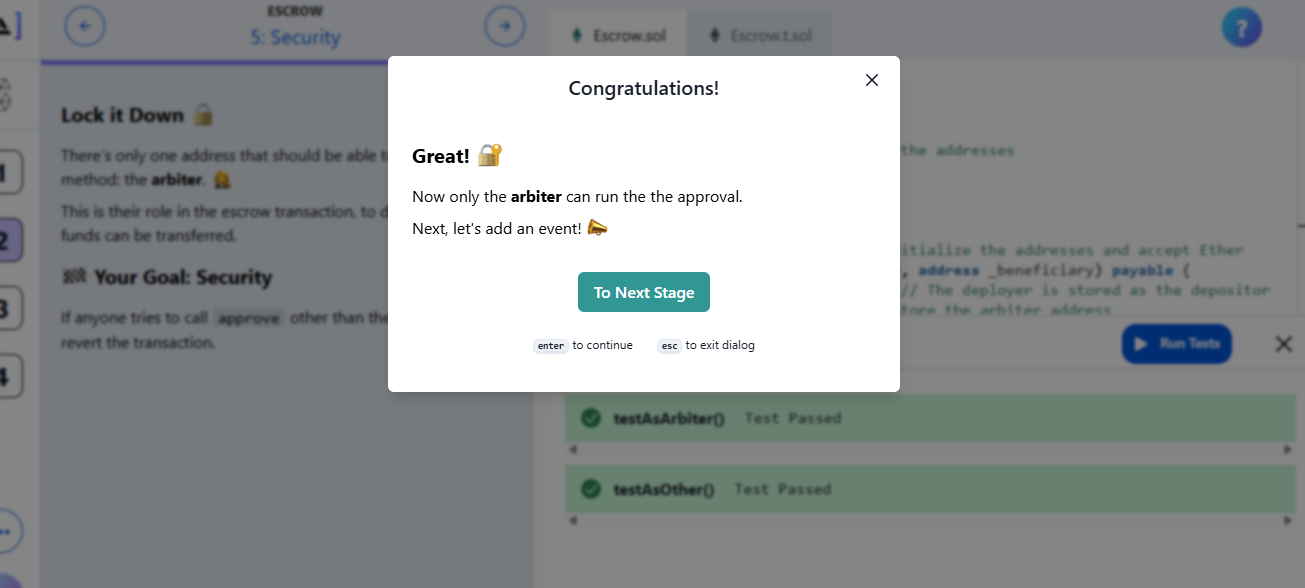 ESCROW
5: Security
Escrow.sol
Escrow.t.sol
?
Lock it Down
There's only one address that should be able t
method: the arbiter.
This is their role in the escrow transaction, to d
funds can be transferred.
Your Goal: Security
If anyone tries to call approve other than the
revert the transaction.
1
2
3
4
Congratulations!
Great!
Now only the arbiter can run the the approval.
Next, let's add an event!
To Next Stage
enter to continue
esc to exit dialog
the addresses
itialize the addresses and accept Ether
, address _beneficiary) payable {
// The deployer is stored as the depositor
tore the arbiter address
Run Tests
testAsArbiter() Test Passed
testAsOther() Test Passed